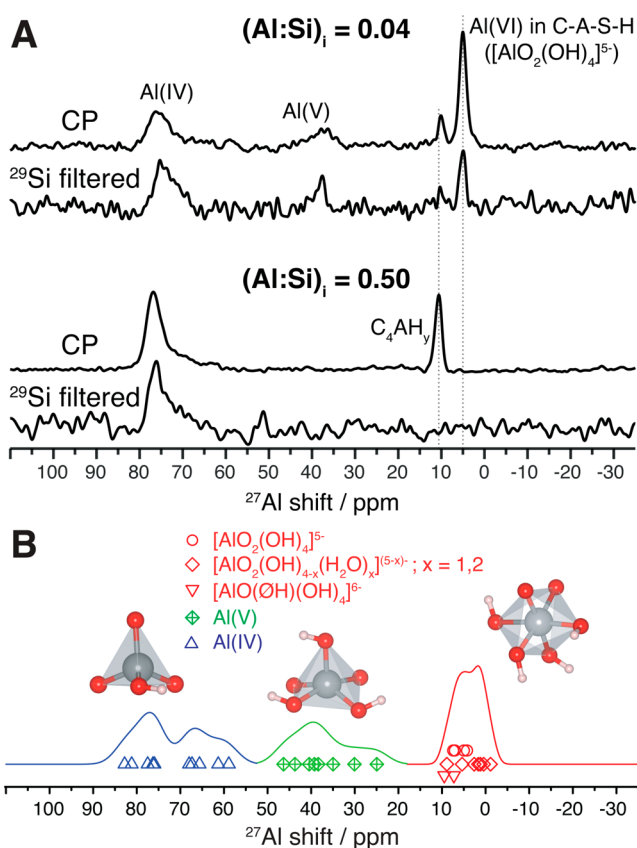 A
(Al:Si)i = 0.04
Al(VI) in C-A-S-H
([AlO2(OH)4]5-)
Al(IV)
Al(V)
CP
29Si filtered
(Al:Si)i = 0.50
C4AHy
CP
29Si filtered
100 90 80 70 60 50 40 30 20 10 0 -10 -20 -30
27Al shift / ppm
B
[AlO2(OH)4]5-
[AlO2(OH)4-x(H2O)x](5-x)- ; x = 1,2
[AlO(ØH)(OH)4]6-
Al(V)
Al(IV)
100 90 80 70 60 50 40 30 20 10 0 -10 -20 -30
27Al shift / ppm